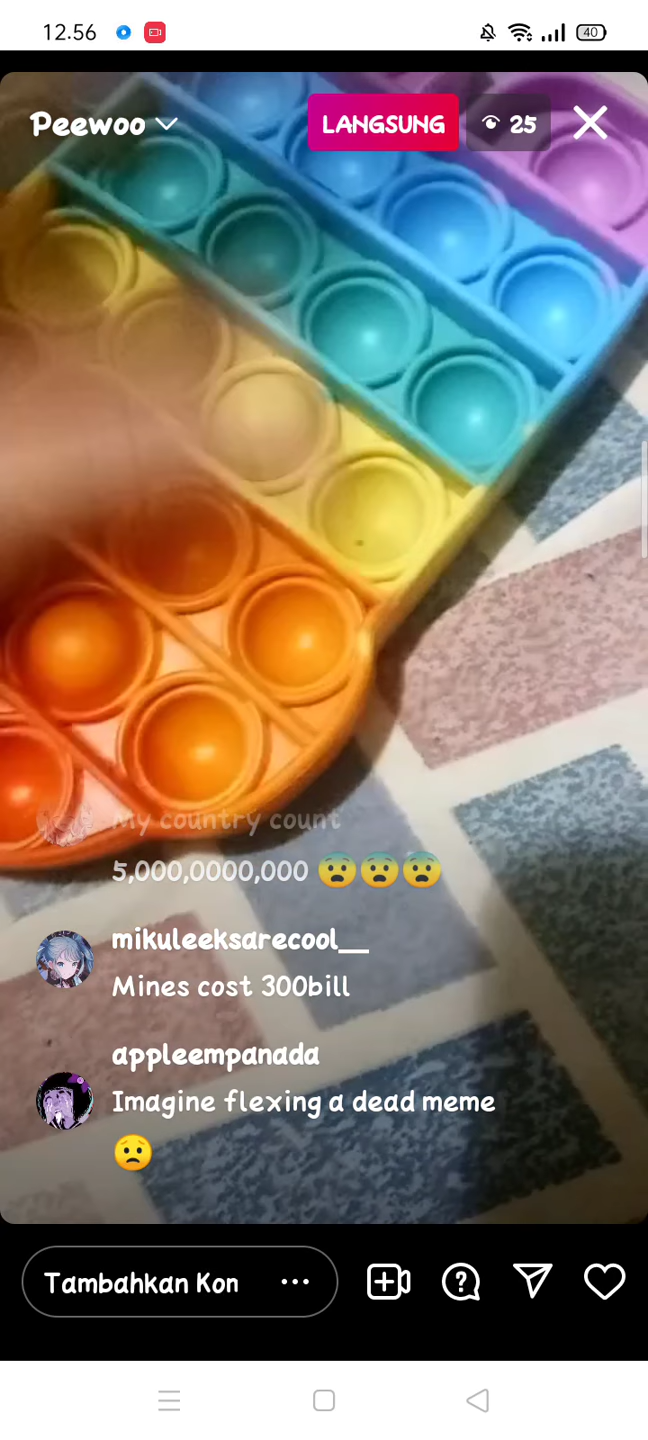 12.56
40
Peewoo
LANGSUNG
25
My country count
5,000,0000,000 😨😨😨
mikuleeksarecool__
Mines cost 300bill
appleempanada
Imagine flexing a dead meme
😟
Tambahkan Kon